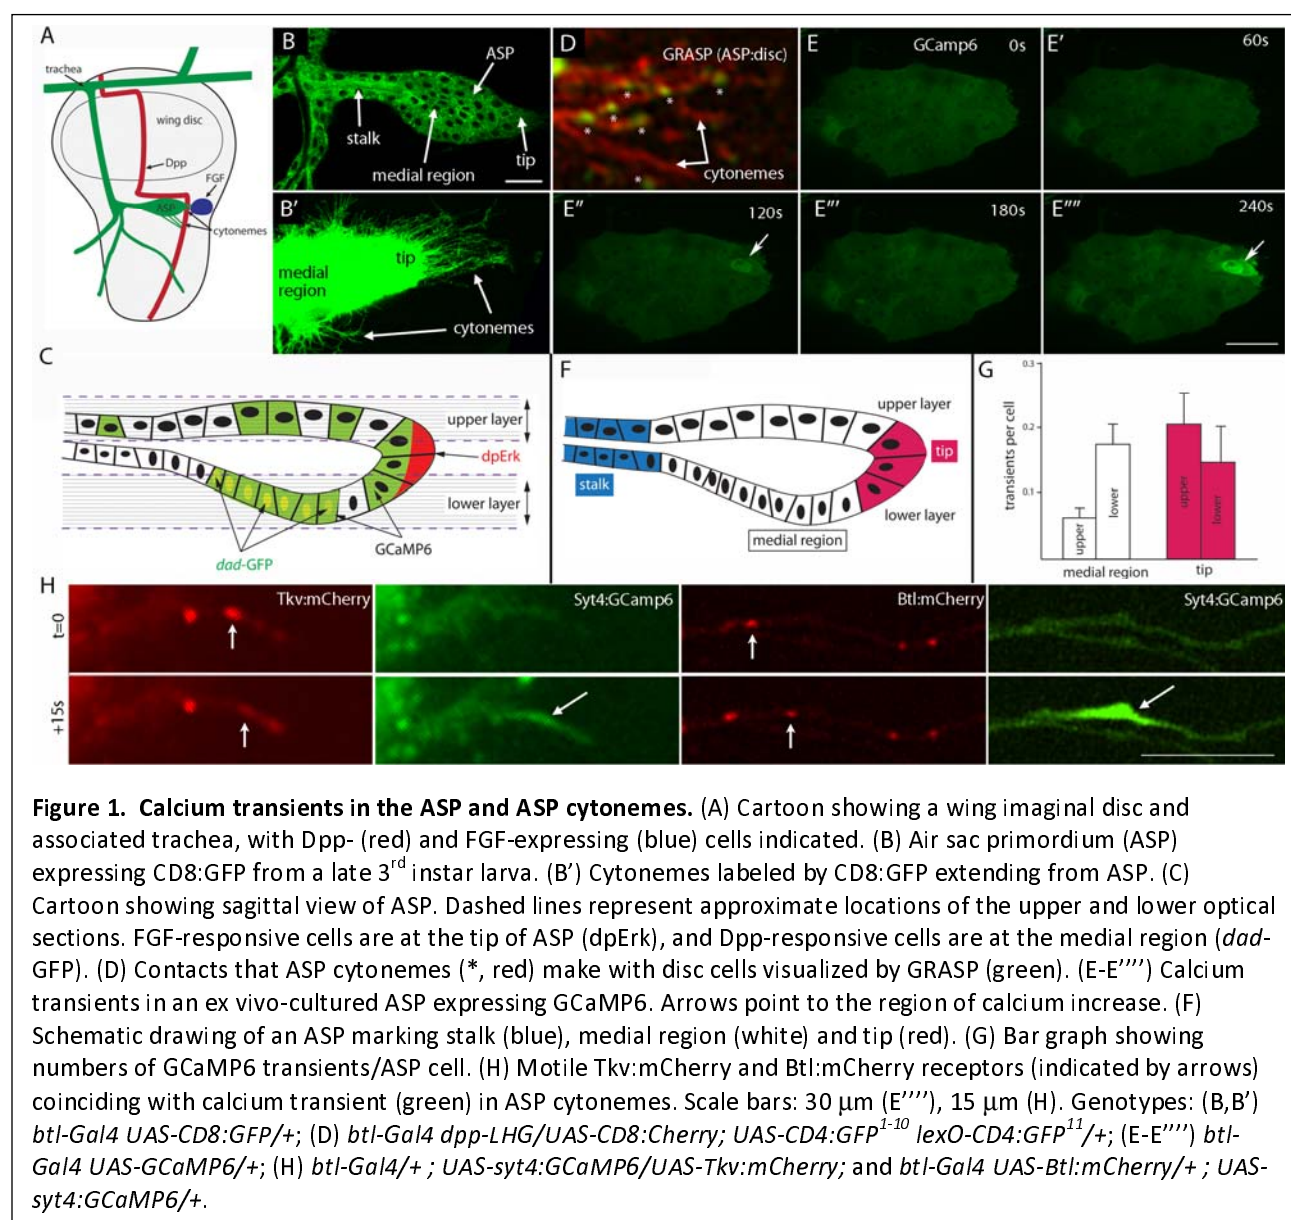 A
trachea
wing disc
Dpp
FGF
ASP
cytonemes
B
ASP
stalk
medial region
tip
B’
medial
region
tip
cytonemes
D
GRASP (ASP:disc)
*
*
*
*
*
*
cytonemes
E
GCamp6
0s
E’
60s
E’’
120s
E’’’
180s
E’’’’
240s
C
upper layer
dpErk
lower layer
GCaMP6
dad-GFP
F
upper layer
tip
stalk
lower layer
medial region
G
transients per cell
0.3
0.2
0.1
upper
lower
upper
lower
medial region
tip
H
t=0
+15s
Tkv:mCherry
Syt4:GCamp6
Btl:mCherry
Syt4:GCamp6
Figure 1. Calcium transients in the ASP and ASP cytonemes. (A) Cartoon showing a wing imaginal disc and
associated trachea, with Dpp- (red) and FGF-expressing (blue) cells indicated. (B) Air sac primordium (ASP)
expressing CD8:GFP from a late 3rd instar larva. (B’) Cytonemes labeled by CD8:GFP extending from ASP. (C)
Cartoon showing sagittal view of ASP. Dashed lines represent approximate locations of the upper and lower optical
sections. FGF-responsive cells are at the tip of ASP (dpErk), and Dpp-responsive cells are at the medial region (dad-
GFP). (D) Contacts that ASP cytonemes (*, red) make with disc cells visualized by GRASP (green). (E-E’’’’) Calcium
transients in an ex vivo-cultured ASP expressing GCaMP6. Arrows point to the region of calcium increase. (F)
Schematic drawing of an ASP marking stalk (blue), medial region (white) and tip (red). (G) Bar graph showing
numbers of GCaMP6 transients/ASP cell. (H) Motile Tkv:mCherry and Btl:mCherry receptors (indicated by arrows)
coinciding with calcium transient (green) in ASP cytonemes. Scale bars: 30 μm (E’’’’), 15 μm (H). Genotypes: (B,B’)
btl-Gal4 UAS-CD8:GFP/+; (D) btl-Gal4 dpp-LHG/UAS-CD8:Cherry; UAS-CD4:GFP1-10 lexO-CD4:GFP11/+; (E-E’’’’) btl-
Gal4 UAS-GCaMP6/+; (H) btl-Gal4/+ ; UAS-syt4:GCaMP6/UAS-Tkv:mCherry; and btl-Gal4 UAS-Btl:mCherry/+ ; UAS-
syt4:GCaMP6/+.